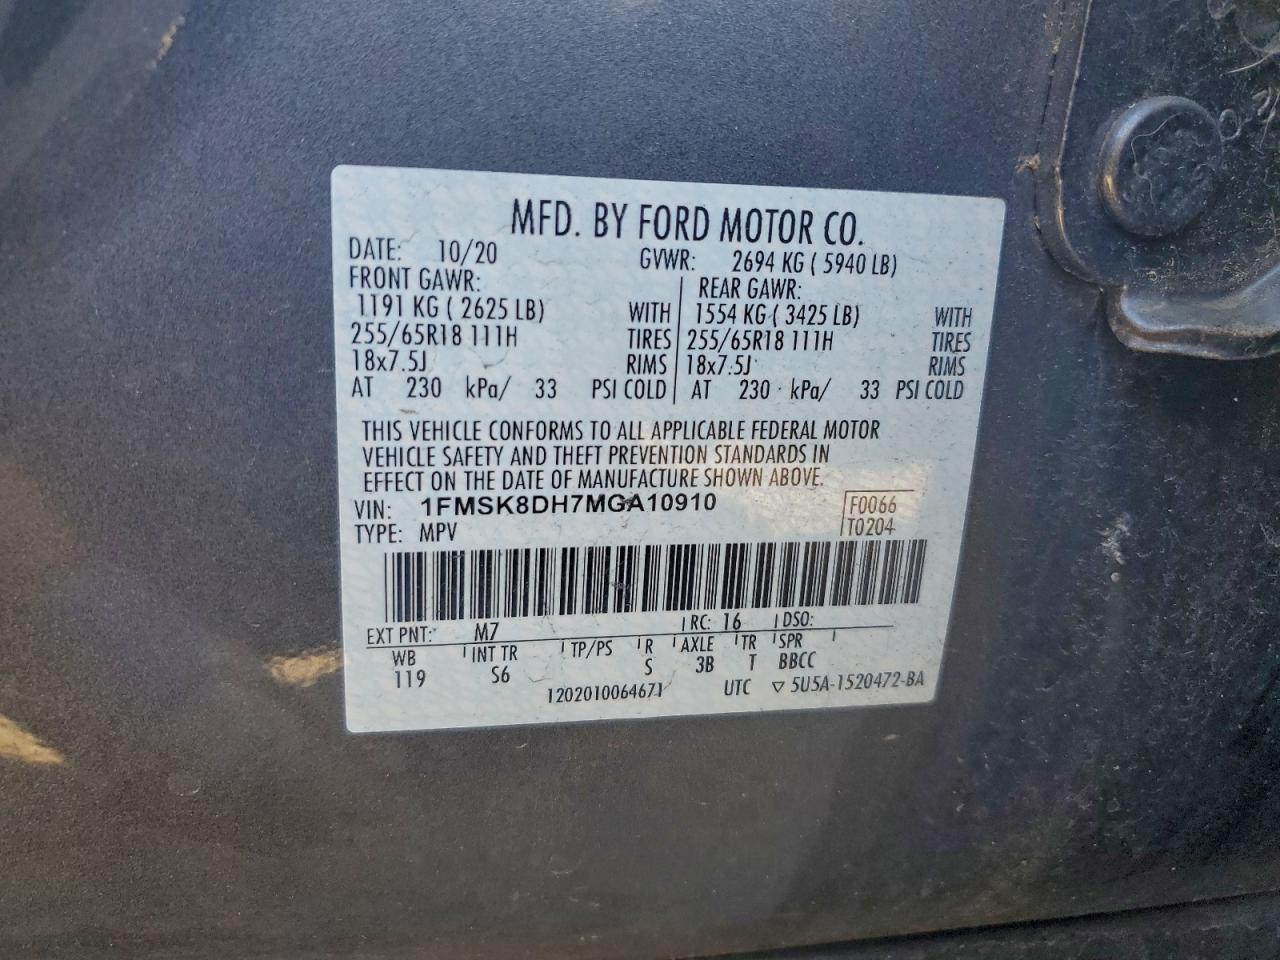 MFD. BY FORD MOTOR CO.
DATE: 10/20 GVWR: 2694 KG ( 5940 LB)
FRONT GAWR: REAR GAWR:
1191 KG ( 2625 LB) WITH 1554 KG ( 3425 LB) WITH
255/65R18 111H TIRES 255/65R18 111H TIRES
18x7.5J RIMS 18x7.5J RIMS
AT 230 kPa/ 33 PSI COLD AT 230 kPa/ 33 PSI COLD
THIS VEHICLE CONFORMS TO ALL APPLICABLE FEDERAL MOTOR
VEHICLE SAFETY AND THEFT PREVENTION STANDARDS IN
EFFECT ON THE DATE OF MANUFACTURE SHOWN ABOVE.
VIN: 1FMSK8DH7MGA10910 F0066
TYPE: MPV T0204
EXT PNT: M7 RC: 16 DSO:
WB INT TR TP/PS R AXLE TR SPR
119 S6 S 3B T BBCC
120201006467J UTC ▽ 5U5A-1520472-BA